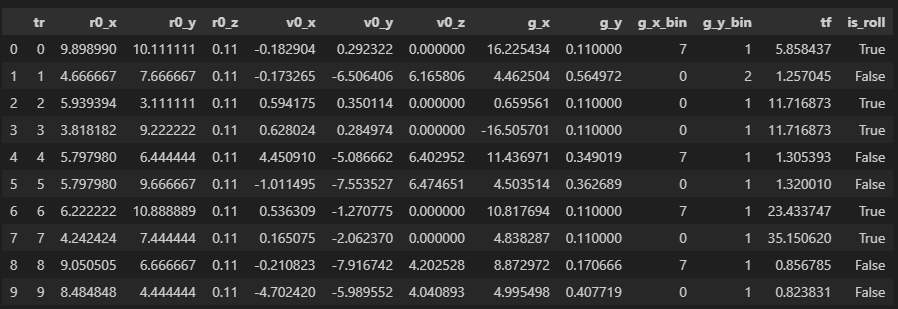 tr r0_x r0_y r0_z v0_x v0_y v0_z g_x g_y g_x_bin g_y_bin tf is_roll
0 0 9.898990 10.111111 0.11 -0.182904 0.292322 0.000000 16.225434 0.110000 7 1 5.858437 True
1 1 4.666667 7.666667 0.11 -0.173265 -6.506406 6.165806 4.462504 0.564972 0 2 1.257045 False
2 2 5.939394 3.111111 0.11 0.594175 0.350114 0.000000 0.659561 0.110000 0 1 11.716873 True
3 3 3.818182 9.222222 0.11 0.628024 0.284974 0.000000 -16.505701 0.110000 0 1 11.716873 True
4 4 5.797980 6.444444 0.11 4.450910 -5.086662 6.402952 11.436971 0.349019 7 1 1.305393 False
5 5 5.797980 9.666667 0.11 -1.011495 -7.553527 6.474651 4.503514 0.362689 0 1 1.320010 False
6 6 6.222222 10.888889 0.11 0.536309 -1.270775 0.000000 10.817694 0.110000 7 1 23.433747 True
7 7 4.242424 7.444444 0.11 0.165075 -2.062370 0.000000 4.838287 0.110000 0 1 35.150620 True
8 8 9.050505 6.666667 0.11 -0.210823 -7.916742 4.202528 8.872972 0.170666 7 1 0.856785 False
9 9 8.484848 4.444444 0.11 -4.702420 -5.989552 4.040893 4.995498 0.407719 0 1 0.823831 False